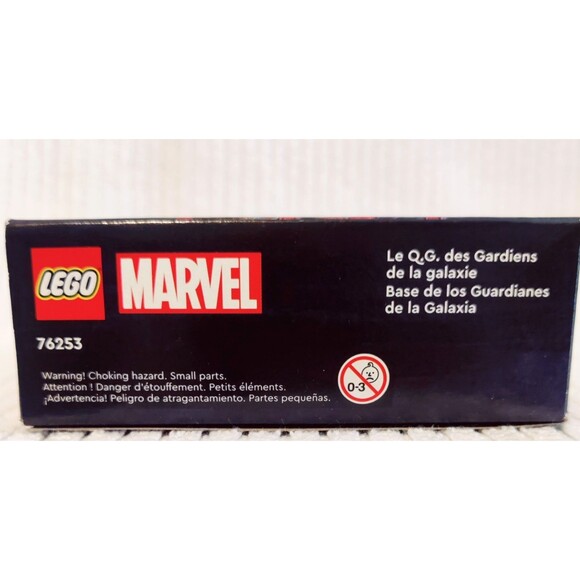 LEGO
MARVEL
Le Q.G. des Gardiens
de la galaxie
Base de los Guardianes
de la Galaxia
76253
Warning! Choking hazard. Small parts.
Attention ! Danger d'étouffement. Petits éléments.
¡Advertencia! Peligro de atragantamiento. Partes pequeñas.
0-3